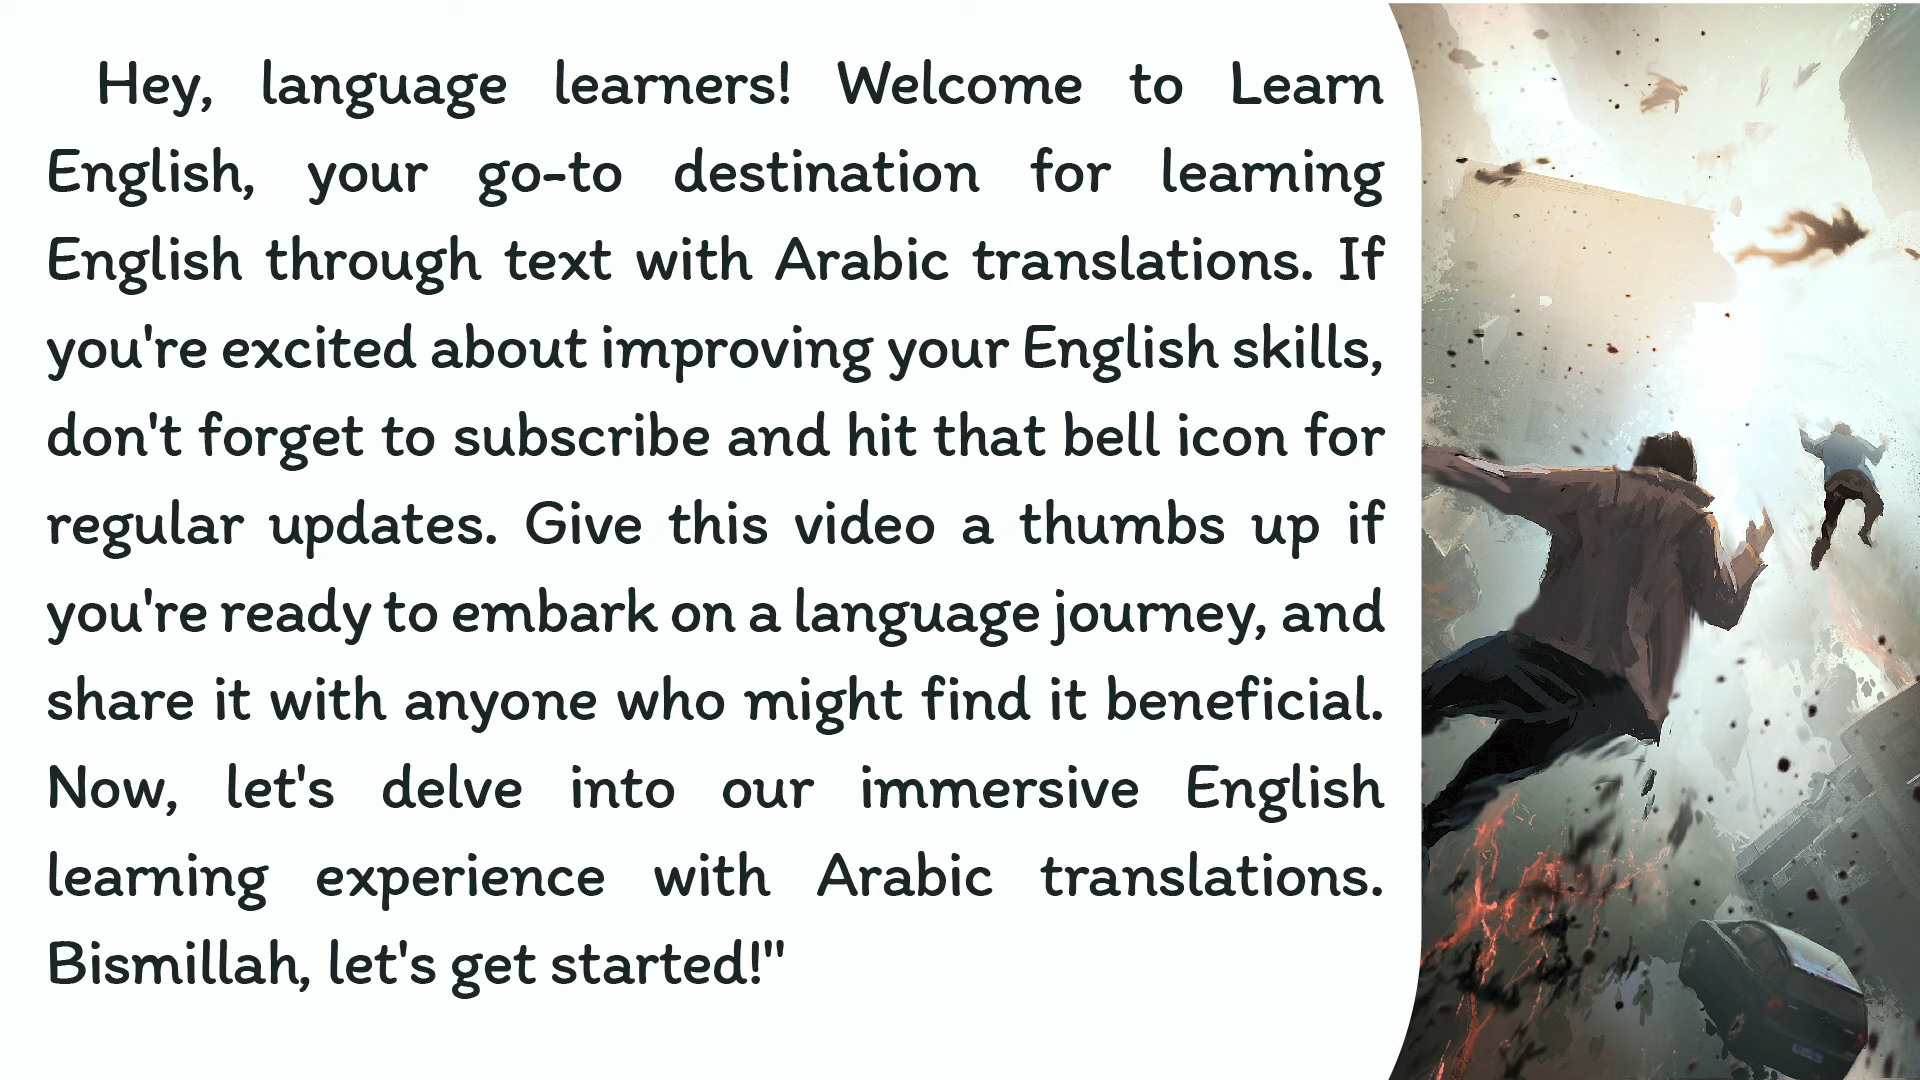 Hey, language learners! Welcome to Learn
English, your go-to destination for learning
English through text with Arabic translations. If
you're excited about improving your English skills,
don't forget to subscribe and hit that bell icon for
regular updates. Give this video a thumbs up if
you're ready to embark on a language journey, and
share it with anyone who might find it beneficial.
Now, let's delve into our immersive English
learning experience with Arabic translations.
Bismillah, let's get started!"